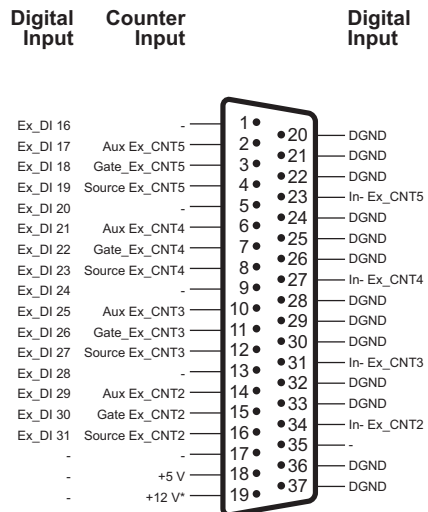 Digital Input Counter Input Digital Input
Ex_DI 16 - 1 20 DGND
Ex_DI 17 Aux Ex_CNT5 2 21 DGND
Ex_DI 18 Gate_Ex_CNT5 3 22 DGND
Ex_DI 19 Source Ex_CNT5 4 23 In- Ex_CNT5
Ex_DI 20 - 5 24 DGND
Ex_DI 21 Aux Ex_CNT4 6 25 DGND
Ex_DI 22 Gate_Ex_CNT4 7 26 DGND
Ex_DI 23 Source Ex_CNT4 8 27 In- Ex_CNT4
Ex_DI 24 - 9 28 DGND
Ex_DI 25 Aux Ex_CNT3 10 29 DGND
Ex_DI 26 Gate_Ex_CNT3 11 30 DGND
Ex_DI 27 Source Ex_CNT3 12 31 In- Ex_CNT3
Ex_DI 28 - 13 32 DGND
Ex_DI 29 Aux Ex_CNT2 14 33 DGND
Ex_DI 30 Gate Ex_CNT2 15 34 In- Ex_CNT2
Ex_DI 31 Source Ex_CNT2 16 35 -
- - 17 36 DGND
- +5 V 18 37 DGND
- +12 V* 19